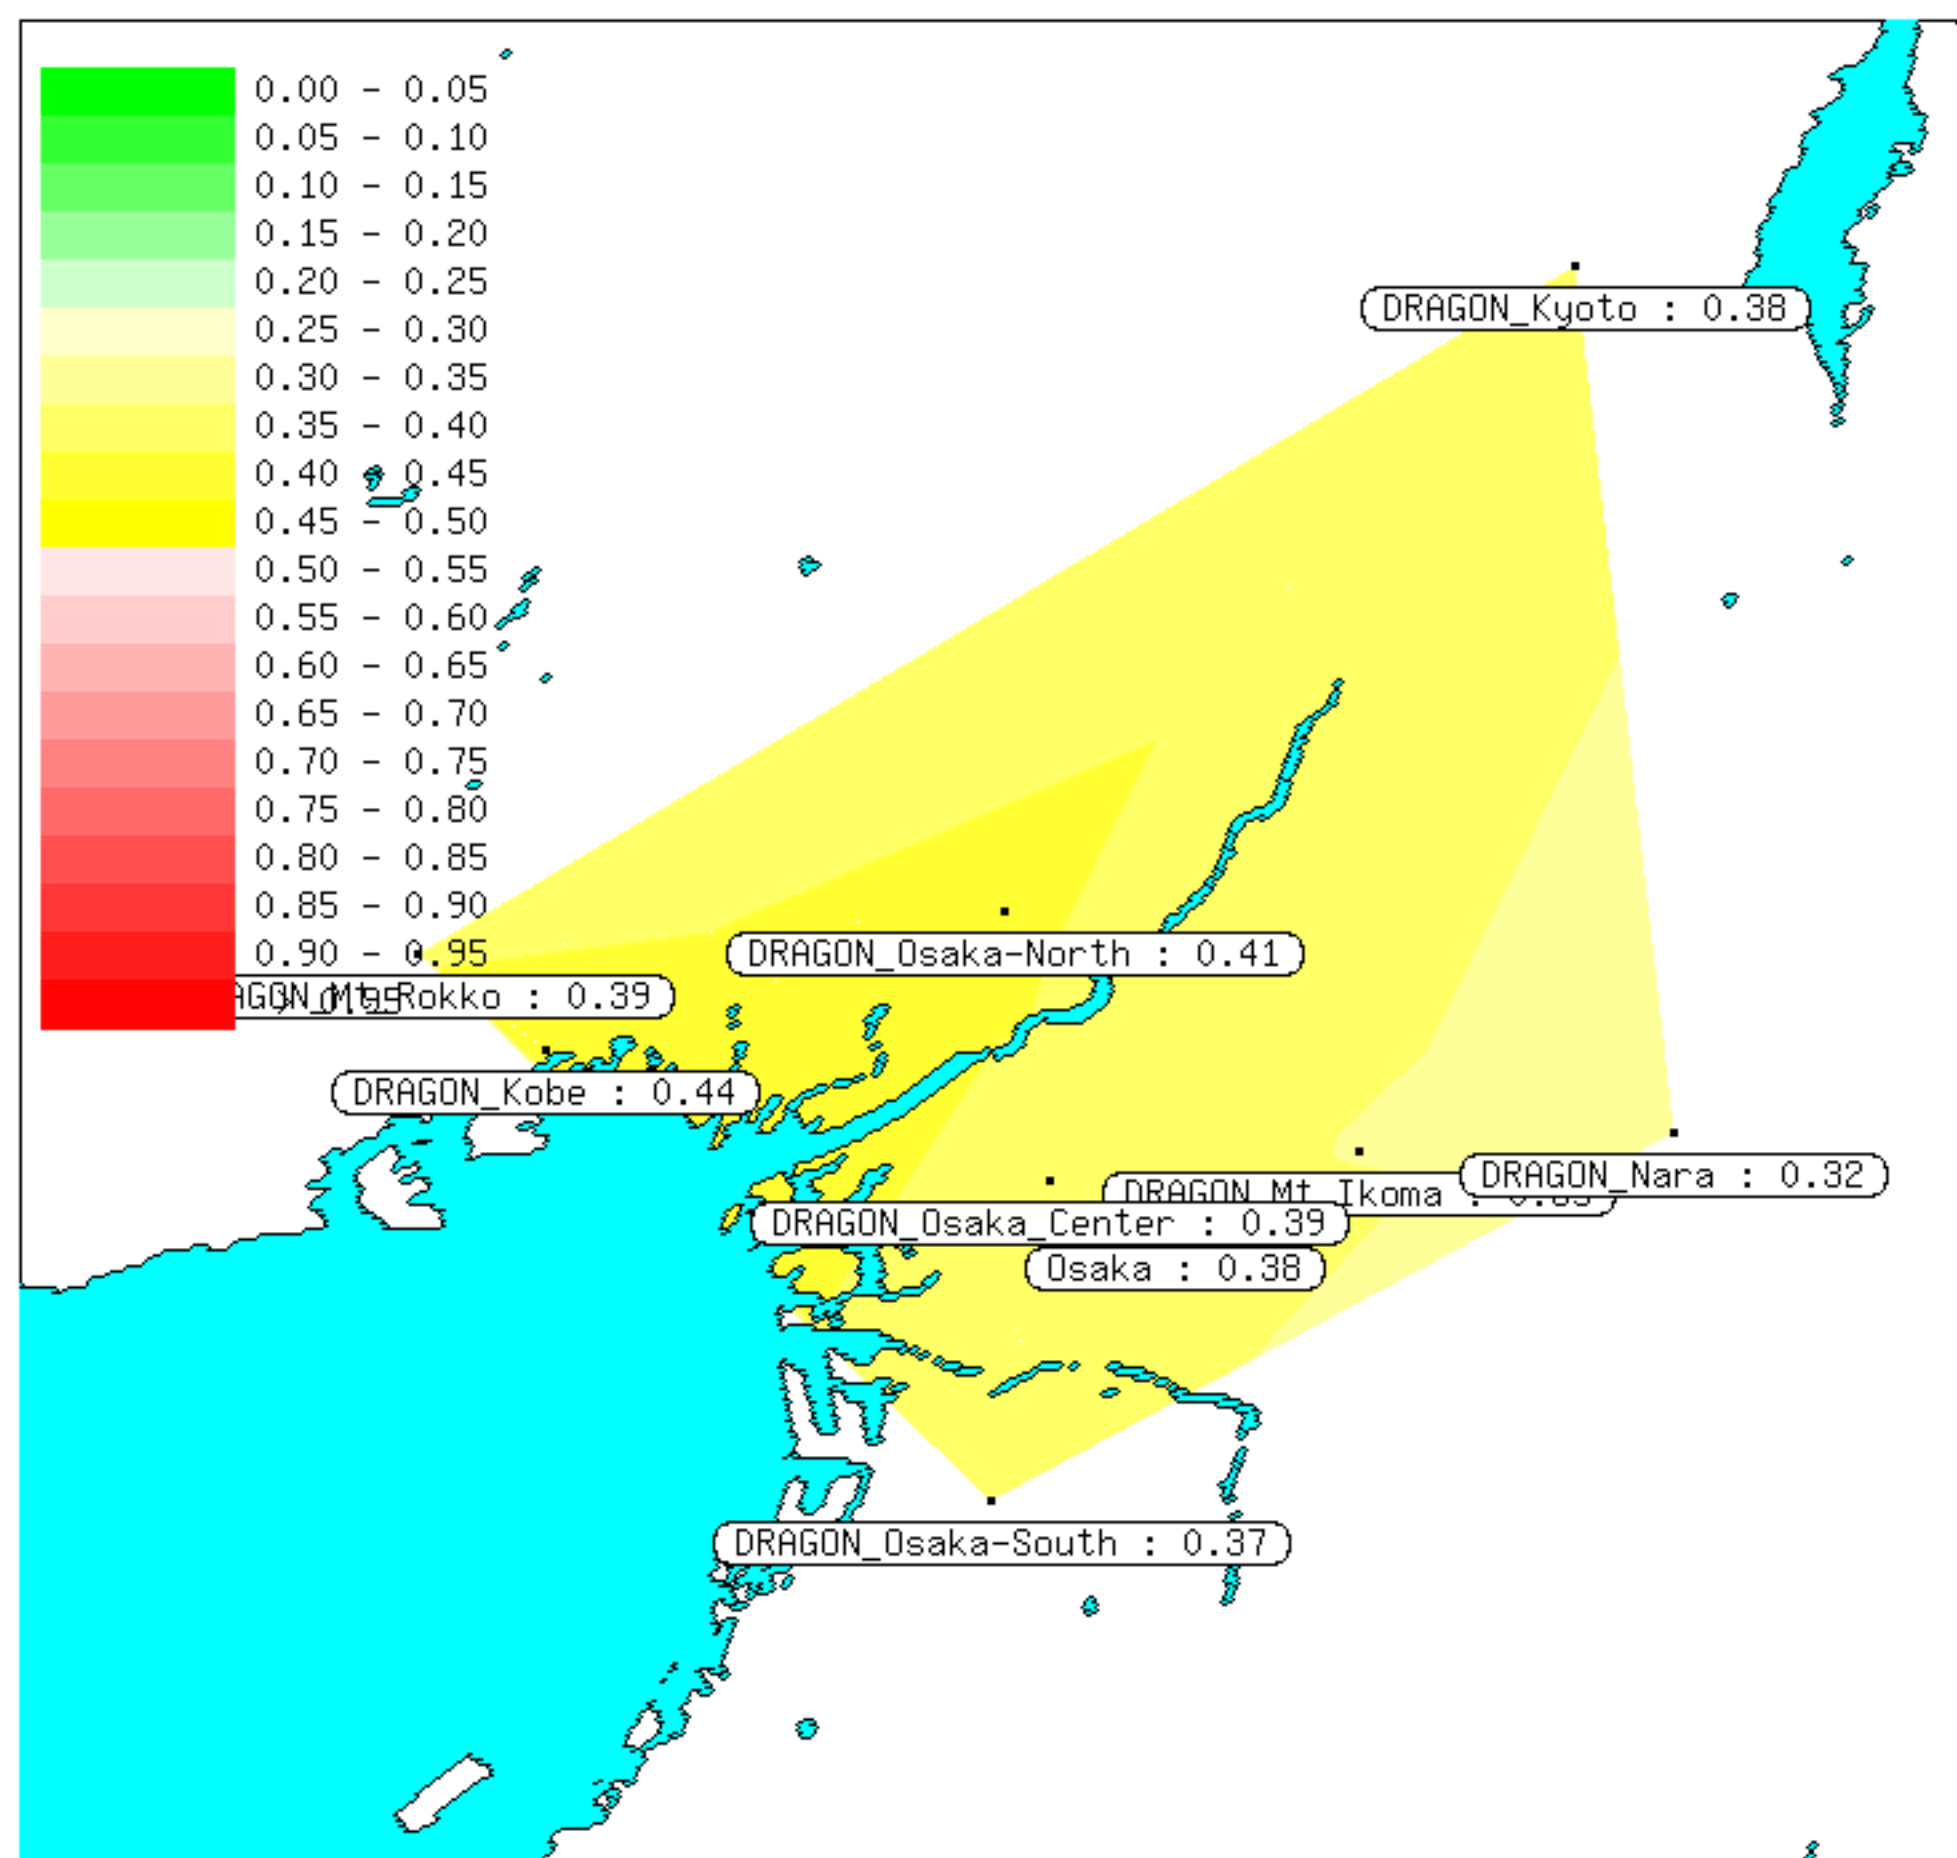 0.00 - 0.05
0.05 - 0.10
0.10 - 0.15
0.15 - 0.20
0.20 - 0.25
0.25 - 0.30
0.30 - 0.35
0.35 - 0.40
0.40 - 0.45
0.45 - 0.50
0.50 - 0.55
0.55 - 0.60
0.60 - 0.65
0.65 - 0.70
0.70 - 0.75
0.75 - 0.80
0.80 - 0.85
0.85 - 0.90
0.90 - 0.95
DRAGON_Kyoto : 0.38
DRAGON_Osaka-North : 0.41
Rokko : 0.39
DRAGON_Kobe : 0.44
DRAGON_Nara : 0.32
DRAGON_Mt_Ikoma :
DRAGON_Osaka_Center : 0.39
Osaka : 0.38
DRAGON_Osaka-South : 0.37